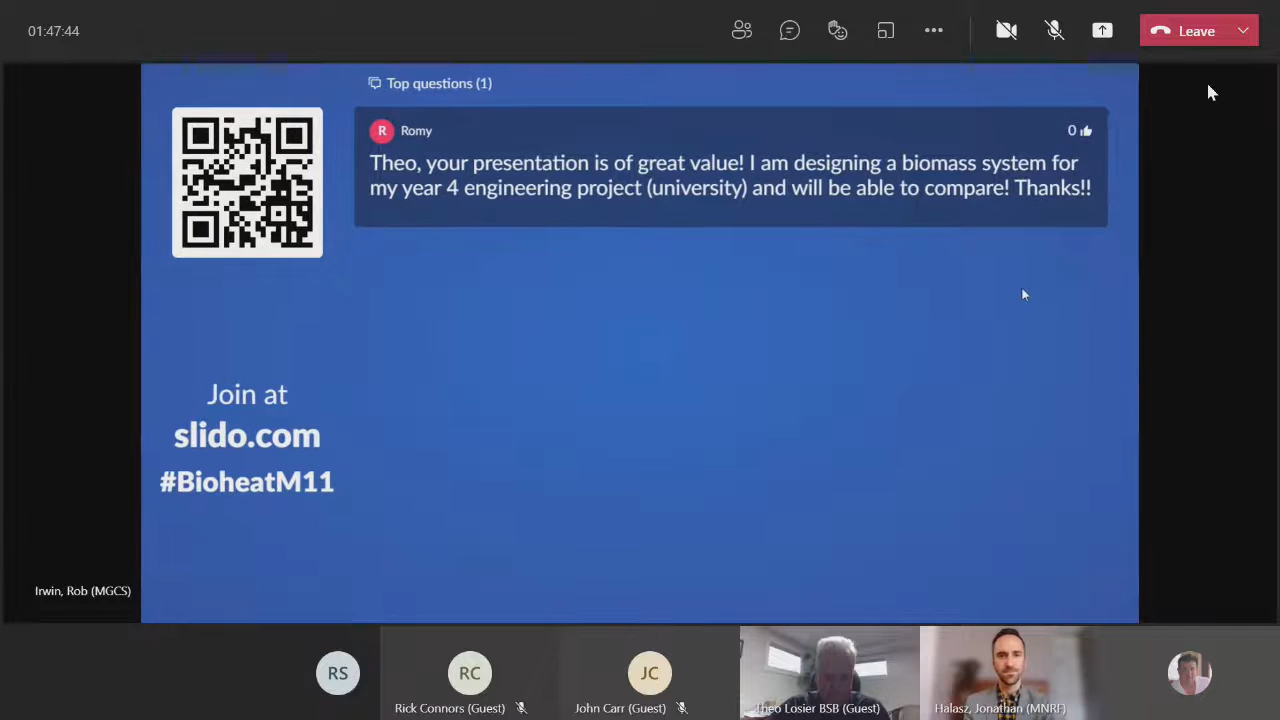 01:47:44
Leave
Top questions (1)
R
Romy
0
Theo, your presentation is of great value! I am designing a biomass system for
my year 4 engineering project (university) and will be able to compare! Thanks!!
Join at
slido.com
#BioheatM11
Irwin, Rob (MGCS)
RS
RC
JC
Rick Connors (Guest)
John Carr (Guest)
Theo Losier BSB (Guest)
Halasz, Jonathan (MNRF)